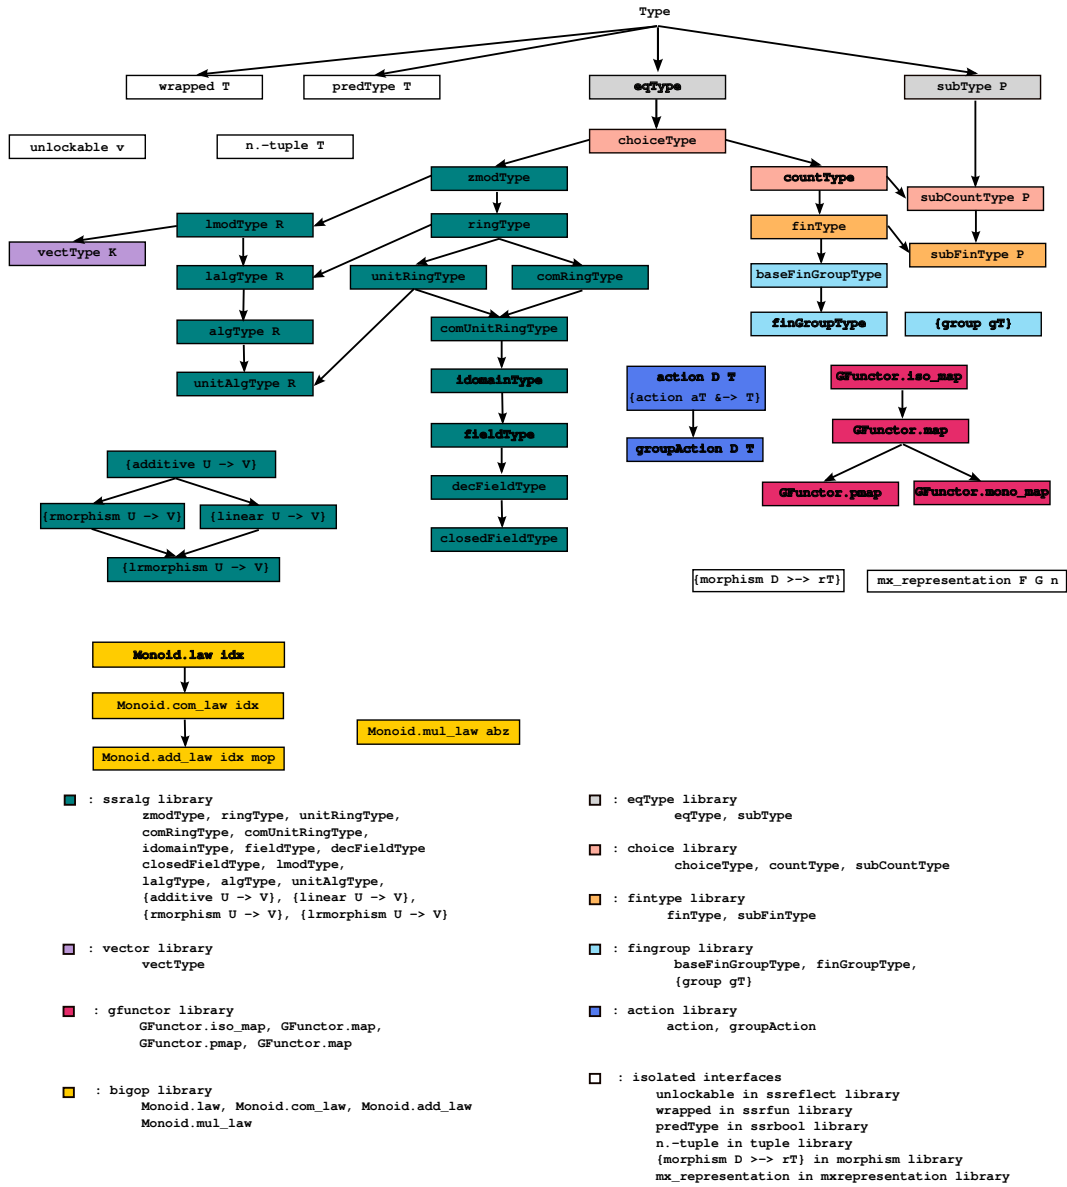 Type
wrapped T
predType T
eqType
subType P
unlockable v
n.-tuple T
choiceType
zmodType
countType
subCountType P
lmodType R
ringType
finType
vectType K
subFinType P
lalgType R
unitRingType
comRingType
baseFinGroupType
algType R
comUnitRingType
finGroupType
{group gT}
unitAlgType R
idomainType
action D T
{action aT &-> T}
GFunctor.iso_map
fieldType
GFunctor.map
groupAction D T
{additive U -> V}
decFieldType
GFunctor.pmap
GFunctor.mono_map
{rmorphism U -> V}
{linear U -> V}
closedFieldType
{lrmorphism U -> V}
{morphism D >-> rT}
mx_representation F G n
Monoid.law idx
Monoid.com_law idx
Monoid.mul_law abz
Monoid.add_law idx mop
: ssralg library
zmodType, ringType, unitRingType,
comRingType, comUnitRingType,
idomainType, fieldType, decFieldType
closedFieldType, lmodType,
lalgType, algType, unitAlgType,
{additive U -> V}, {linear U -> V},
{rmorphism U -> V}, {lrmorphism U -> V}
: vector library
vectType
: gfunctor library
GFunctor.iso_map, GFunctor.map,
GFunctor.pmap, GFunctor.map
: bigop library
Monoid.law, Monoid.com_law, Monoid.add_law
Monoid.mul_law
: eqType library
eqType, subType
: choice library
choiceType, countType, subCountType
: fintype library
finType, subFinType
: fingroup library
baseFinGroupType, finGroupType,
{group gT}
: action library
action, groupAction
: isolated interfaces
unlockable in ssreflect library
wrapped in ssrfun library
predType in ssrbool library
n.-tuple in tuple library
{morphism D >-> rT} in morphism library
mx_representation in mxrepresentation library